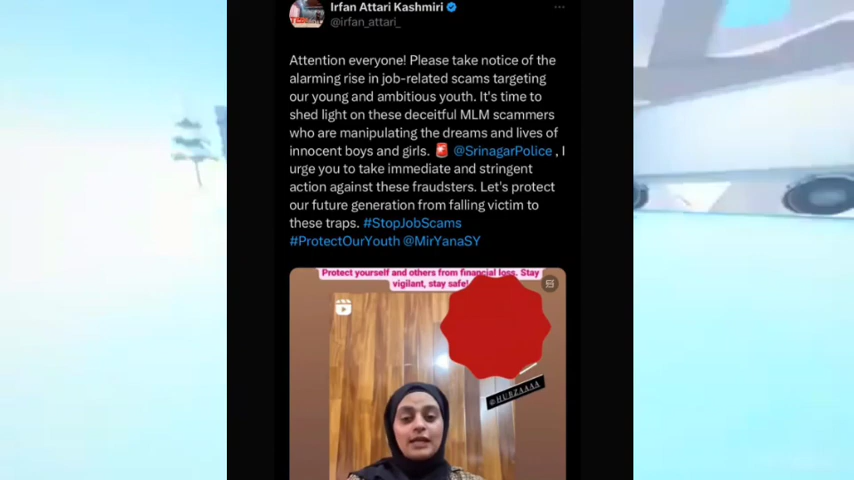 Irfan Attari Kashmiri
@irfan_attari_
Attention everyone! Please take notice of the
alarming rise in job-related scams targeting
our young and ambitious youth. It's time to
shed light on these deceitful MLM scammers
who are manipulating the dreams and lives of
innocent boys and girls. 🚨 @SrinagarPolice , I
urge you to take immediate and stringent
action against these fraudsters. Let's protect
our future generation from falling victim to
these traps. #StopJobScams
#ProtectOurYouth @MirYanaSY
Protect yourself and others from financial loss. Stay
vigilant, stay safe!
@HURZAAAA